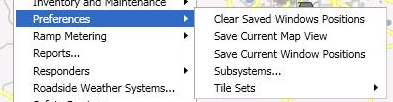 Inventory and Maintenance
Preferences
Ramp Metering
Reports...
Responders
Roadside Weather Systems...
Clear Saved Windows Positions
Save Current Map View
Save Current Window Positions
Subsystems...
Tile Sets